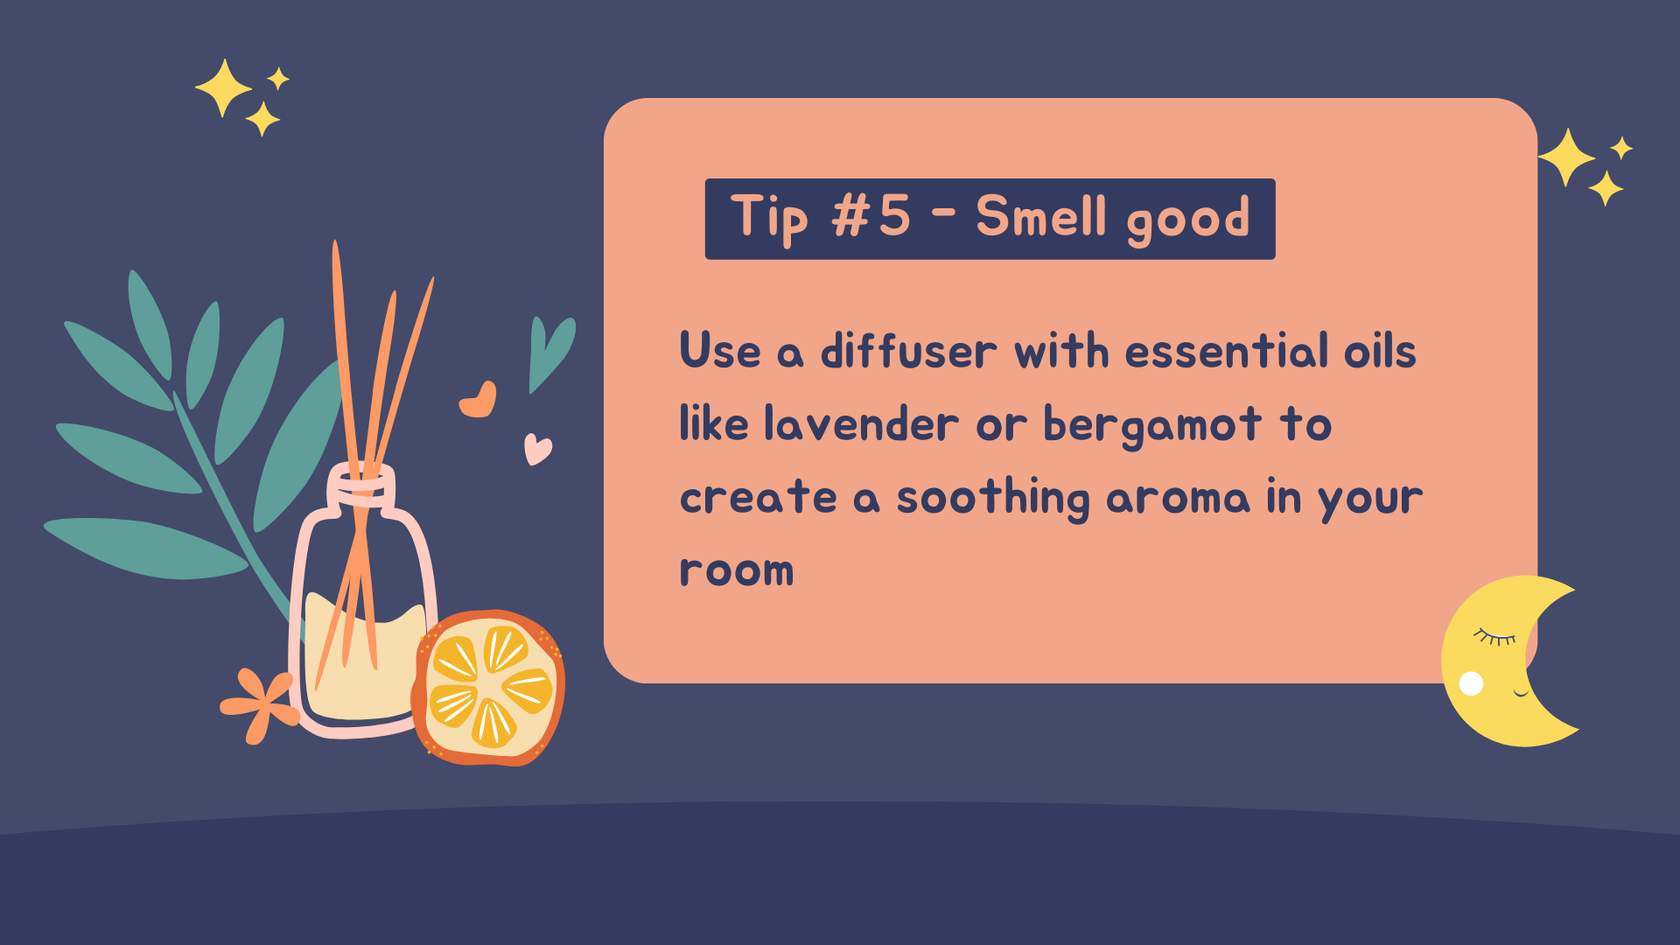 Tip #5 - Smell good
Use a diffuser with essential oils
like lavender or bergamot to
create a soothing aroma in your
room